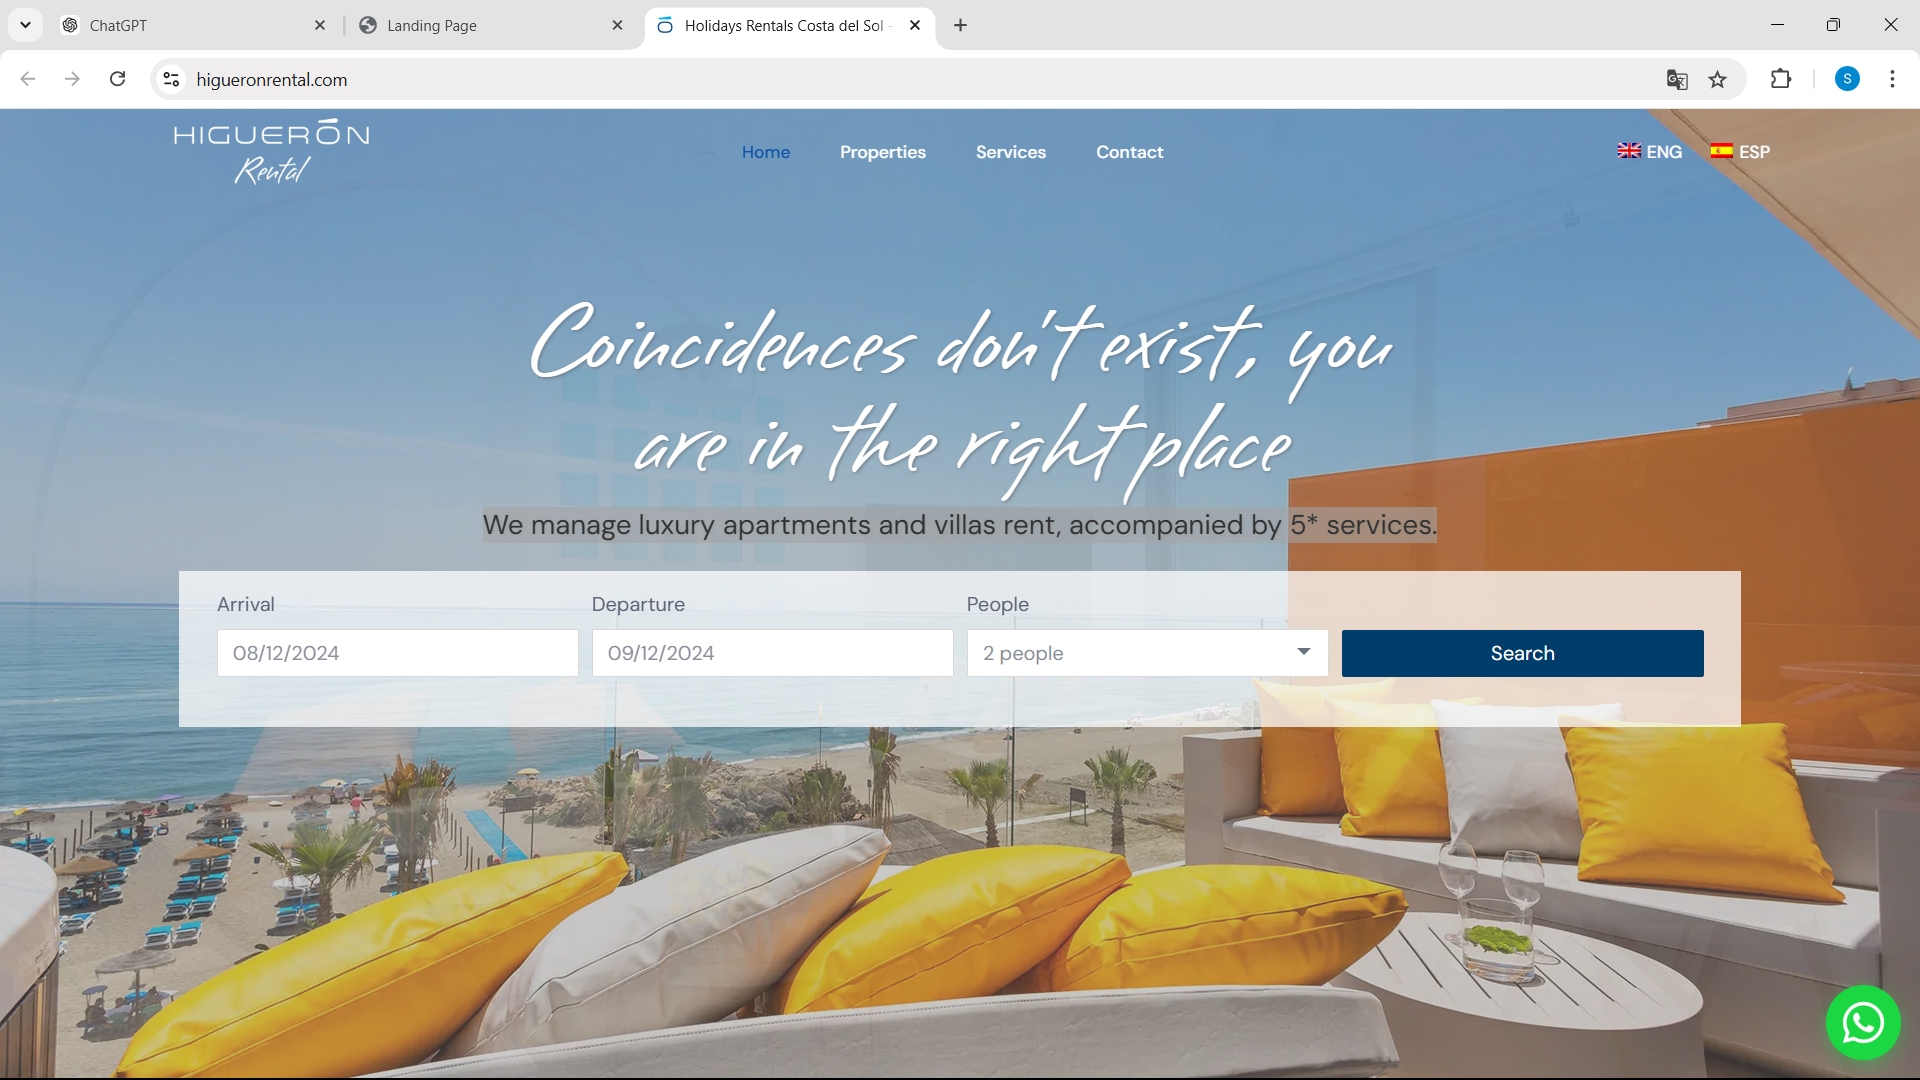 ChatGPT
Landing Page
Holidays Rentals Costa del Sol -
higueronrental.com
S
HIGUERÓN
Rental
Home
Properties
Services
Contact
ENG
ESP
Coincidences don't exist, you
are in the right place
We manage luxury apartments and villas rent, accompanied by 5* services.
Arrival
Departure
People
08/12/2024
09/12/2024
2 people
Search